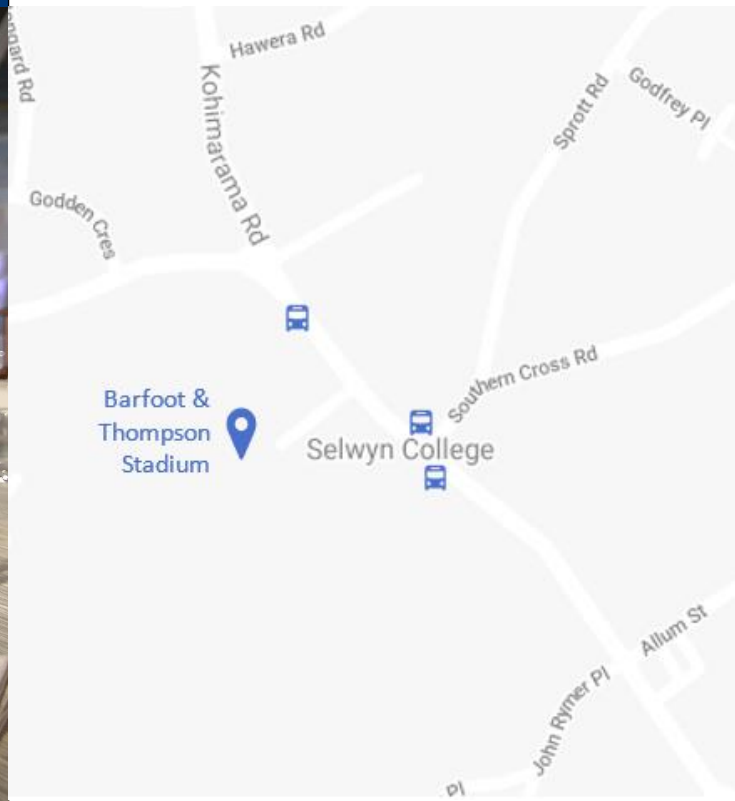 Rd
Hawera Rd
Kohimarama Rd
Sprott Rd
Godfrey Pl
Godden Cres
Southern Cross Rd
Barfoot &
Thompson
Stadium
Selwyn College
Allum St
John Rymer Pl
Pl